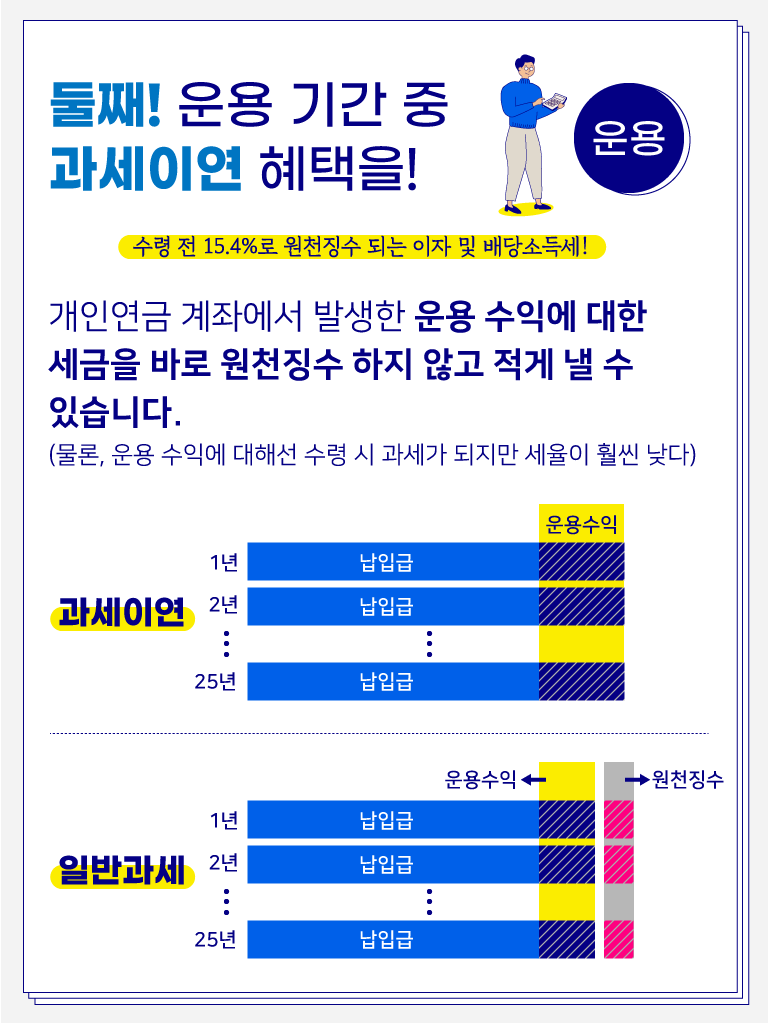 둘째! 운용 기간 중
과세이연 혜택을!
운용
수령 전 15.4%로 원천징수 되는 이자 및 배당소득세!
개인연금 계좌에서 발생한 운용 수익에 대한
세금을 바로 원천징수 하지 않고 적게 낼 수
있습니다.
(물론, 운용 수익에 대해선 수령 시 과세가 되지만 세율이 훨씬 낮다)
운용수익
1년 납입급
과세이연
2년 납입급
25년 납입급
운용수익
원천징수
1년 납입급
일반과세
2년 납입급
25년 납입급